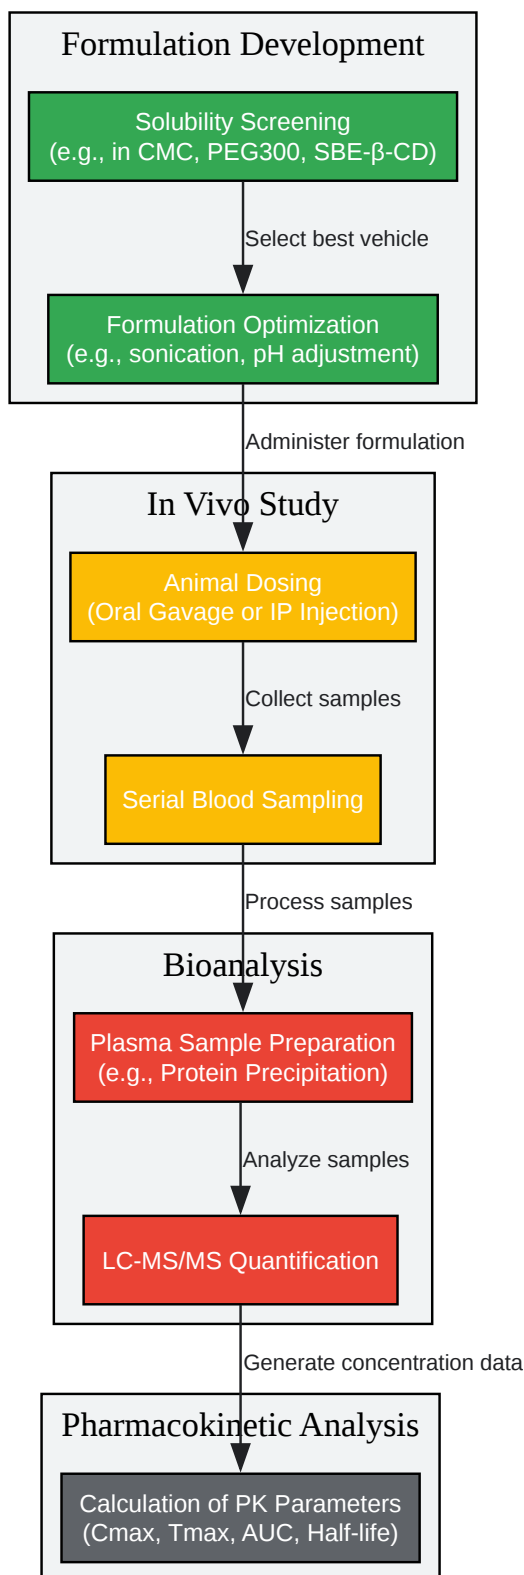 Formulation Development
Solubility Screening
(e.g., in CMC, PEG300, SBE-β-CD)
Select best vehicle
Formulation Optimization
(e.g., sonication, pH adjustment)
Administer formulation
In Vivo Study
Animal Dosing
(Oral Gavage or IP Injection)
Collect samples
Serial Blood Sampling
Process samples
Bioanalysis
Plasma Sample Preparation
(e.g., Protein Precipitation)
Analyze samples
LC-MS/MS Quantification
Generate concentration data
Pharmacokinetic Analysis
Calculation of PK Parameters
(Cmax, Tmax, AUC, Half-life)